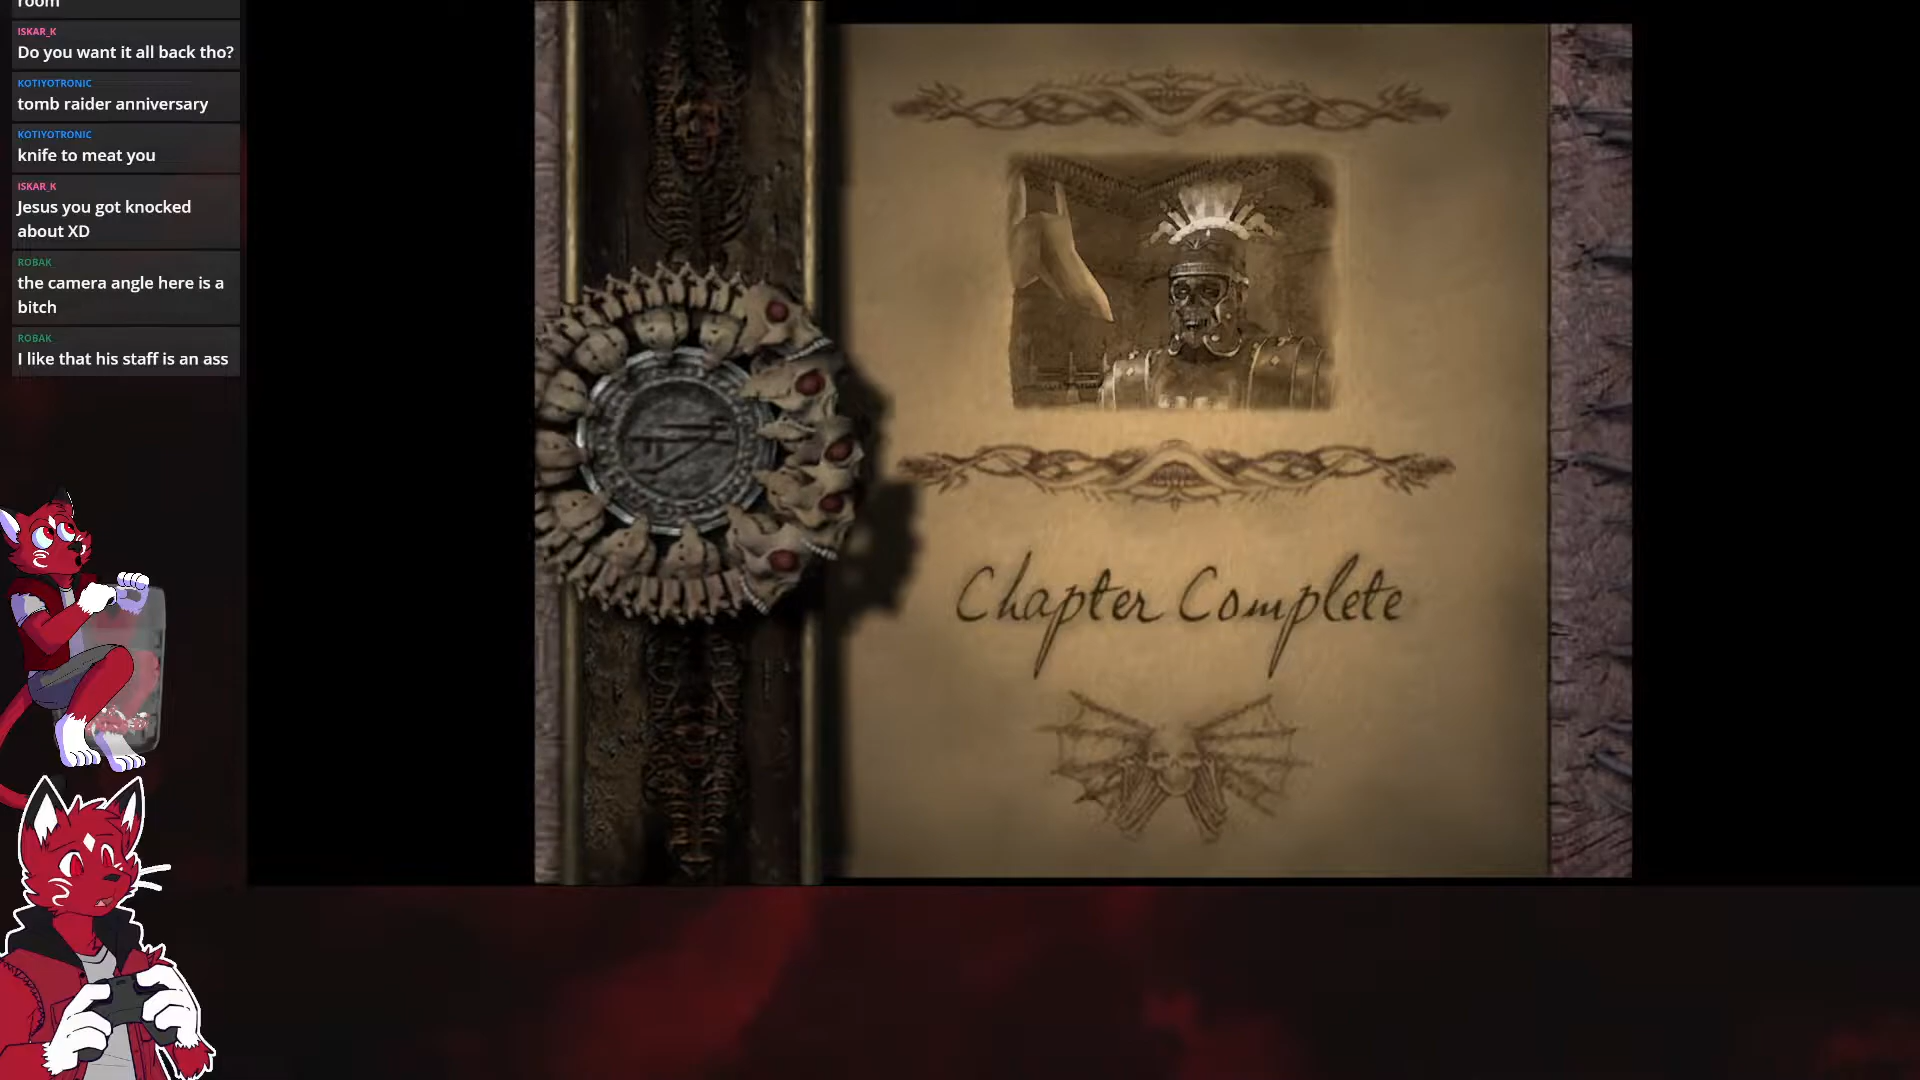 room
ISKAR_K
Do you want it all back tho?
KOTIYOTRONIC
tomb raider anniversary
KOTIYOTRONIC
knife to meat you
ISKAR_K
Jesus you got knocked
about XD
ROBAK
the camera angle here is a
bitch
ROBAK
I like that his staff is an ass
Chapter Complete